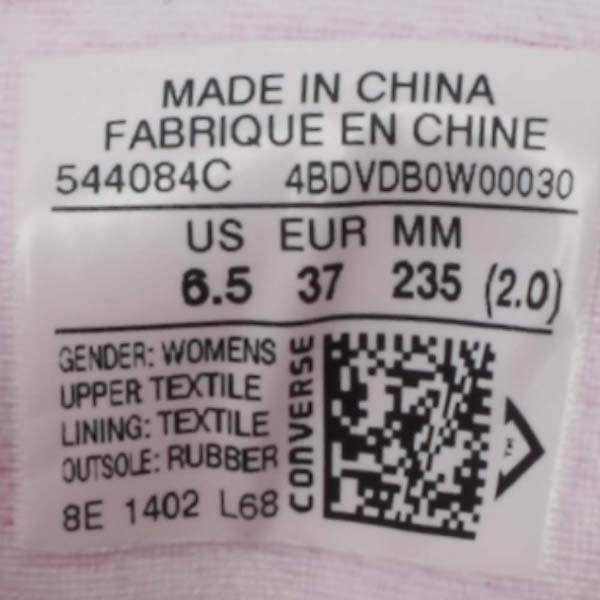 MADE IN CHINA
FABRIQUE EN CHINE
544084C 4BDVDB0W00030
US EUR MM
6.5 37 235 (2.0)
GENDER: WOMENS
UPPER TEXTILE
LINING: TEXTILE
OUTSOLE: RUBBER
8E 1402 L68
CONVERSE
TM